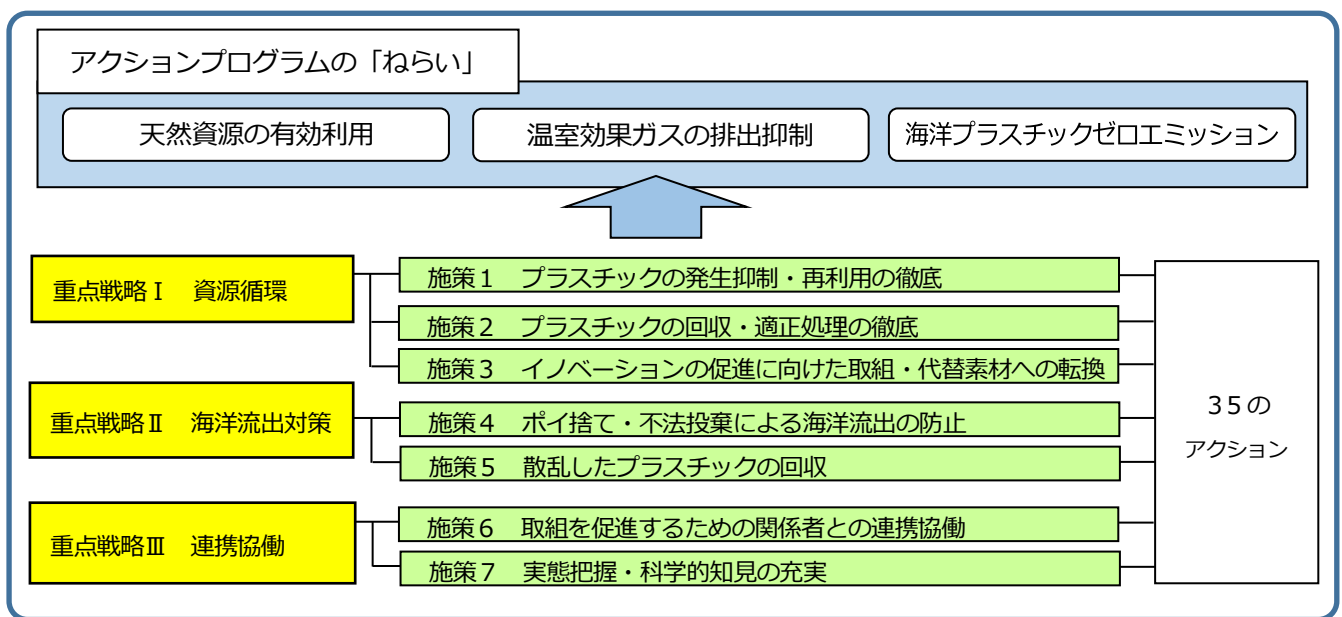 アクションプログラムの「ねらい」
天然資源の有効利用
温室効果ガスの排出抑制
海洋プラスチックゼロエミッション
重点戦略Ⅰ　資源循環
施策１　プラスチックの発生抑制・再利用の徹底
施策２　プラスチックの回収・適正処理の徹底
施策３　イノベーションの促進に向けた取組・代替素材への転換
重点戦略Ⅱ　海洋流出対策
施策４　ポイ捨て・不法投棄による海洋流出の防止
施策５　散乱したプラスチックの回収
重点戦略Ⅲ　連携協働
施策６　取組を促進するための関係者との連携協働
施策７　実態把握・科学的知見の充実
３５の
アクション